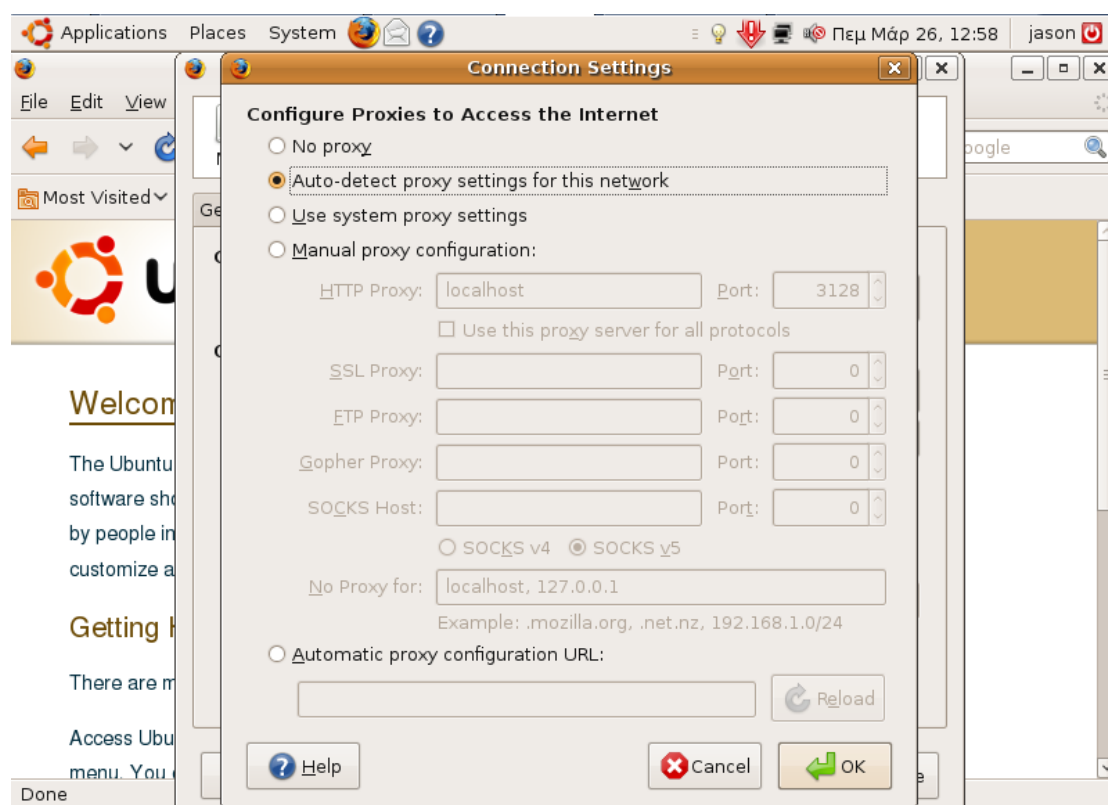 Applications Places System Πεμ Μάρ 26, 12:58 jason
Connection Settings
File Edit View
Configure Proxies to Access the Internet
No proxy
Auto-detect proxy settings for this network
Most Visited
Use system proxy settings
Manual proxy configuration:
HTTP Proxy: localhost Port: 3128
Use this proxy server for all protocols
SSL Proxy: Port: 0
FTP Proxy: Port: 0
Gopher Proxy: Port: 0
SOCKS Host: Port: 0
SOCKS v4 SOCKS v5
No Proxy for: localhost, 127.0.0.1
Example: .mozilla.org, .net.nz, 192.168.1.0/24
Automatic proxy configuration URL:
Reload
Help Cancel OK
The Ubuntu
software
by people in
customize a
Getting
There are
Access
menu. You
Done